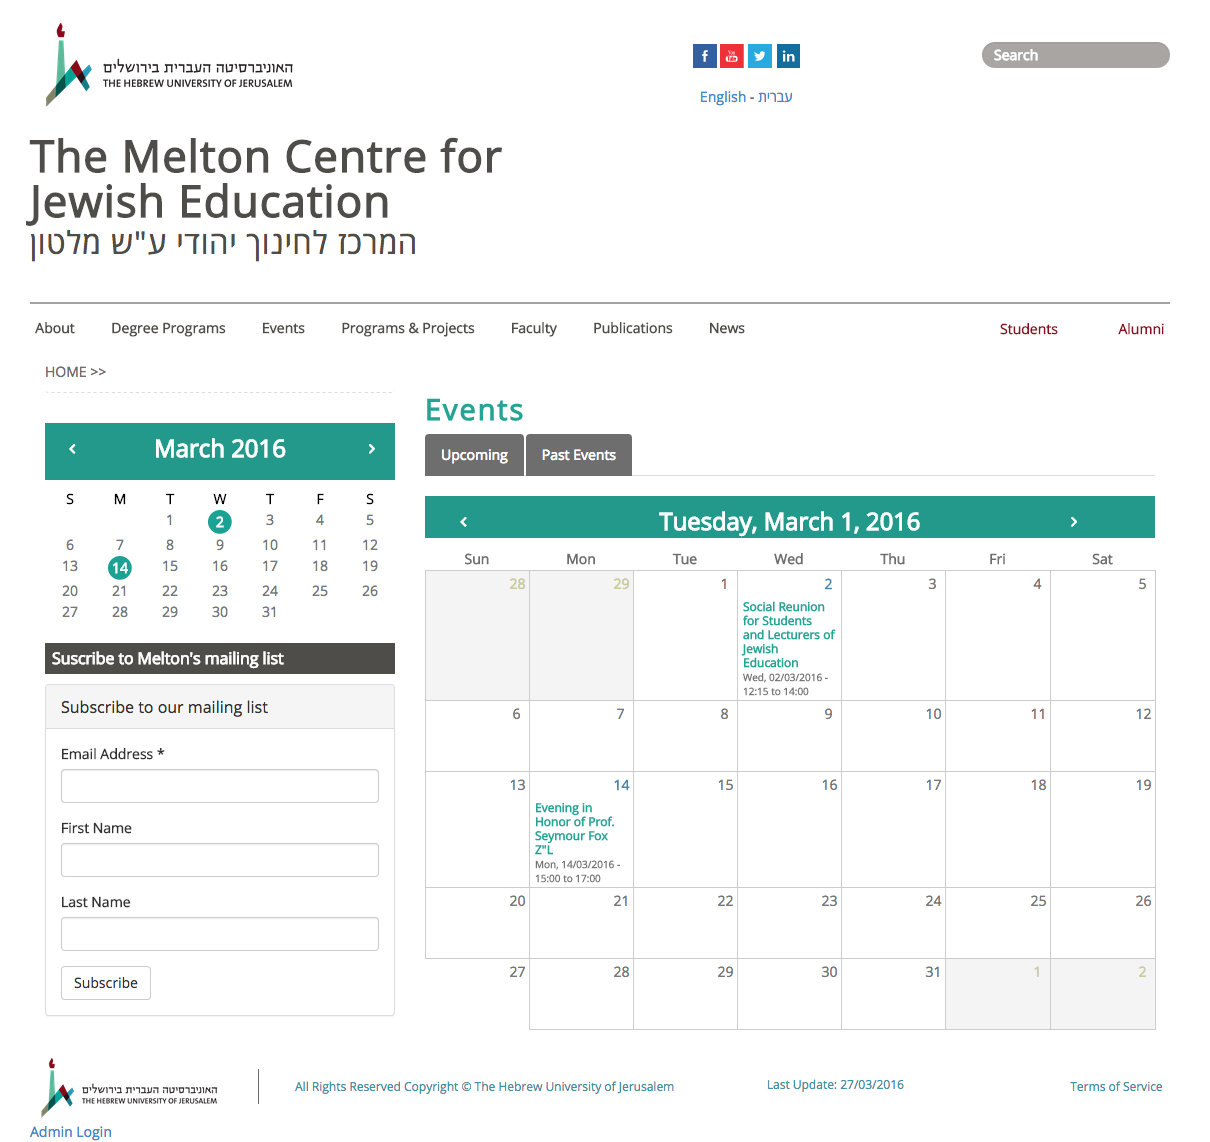 האוניברסיטה העברית בירושלים
THE HEBREW UNIVERSITY OF JERUSALEM
f You Tube in
Search
English - עברית
The Melton Centre for
Jewish Education
המרכז לחינוך יהודי ע"ש מלטון
About Degree Programs Events Programs & Projects Faculty Publications News Students Alumni
HOME >>
‹ March 2016 ›
S M T W T F S
1 2 3 4 5
6 7 8 9 10 11 12
13 14 15 16 17 18 19
20 21 22 23 24 25 26
27 28 29 30 31
Suscribe to Melton's mailing list
Subscribe to our mailing list
Email Address *
First Name
Last Name
Subscribe
Events
Upcoming Past Events
‹ Tuesday, March 1, 2016 ›
Sun Mon Tue Wed Thu Fri Sat
28 29 1 2 3 4 5
Social Reunion
for Students
and Lecturers of
Jewish
Education
Wed, 02/03/2016 -
12:15 to 14:00
6 7 8 9 10 11 12
13 14 15 16 17 18 19
Evening in
Honor of Prof.
Seymour Fox
Z"L
Mon, 14/03/2016 -
15:00 to 17:00
20 21 22 23 24 25 26
27 28 29 30 31 1 2
האוניברסיטה העברית בירושלים
THE HEBREW UNIVERSITY OF JERUSALEM
All Rights Reserved Copyright © The Hebrew University of Jerusalem
Last Update: 27/03/2016
Terms of Service
Admin Login